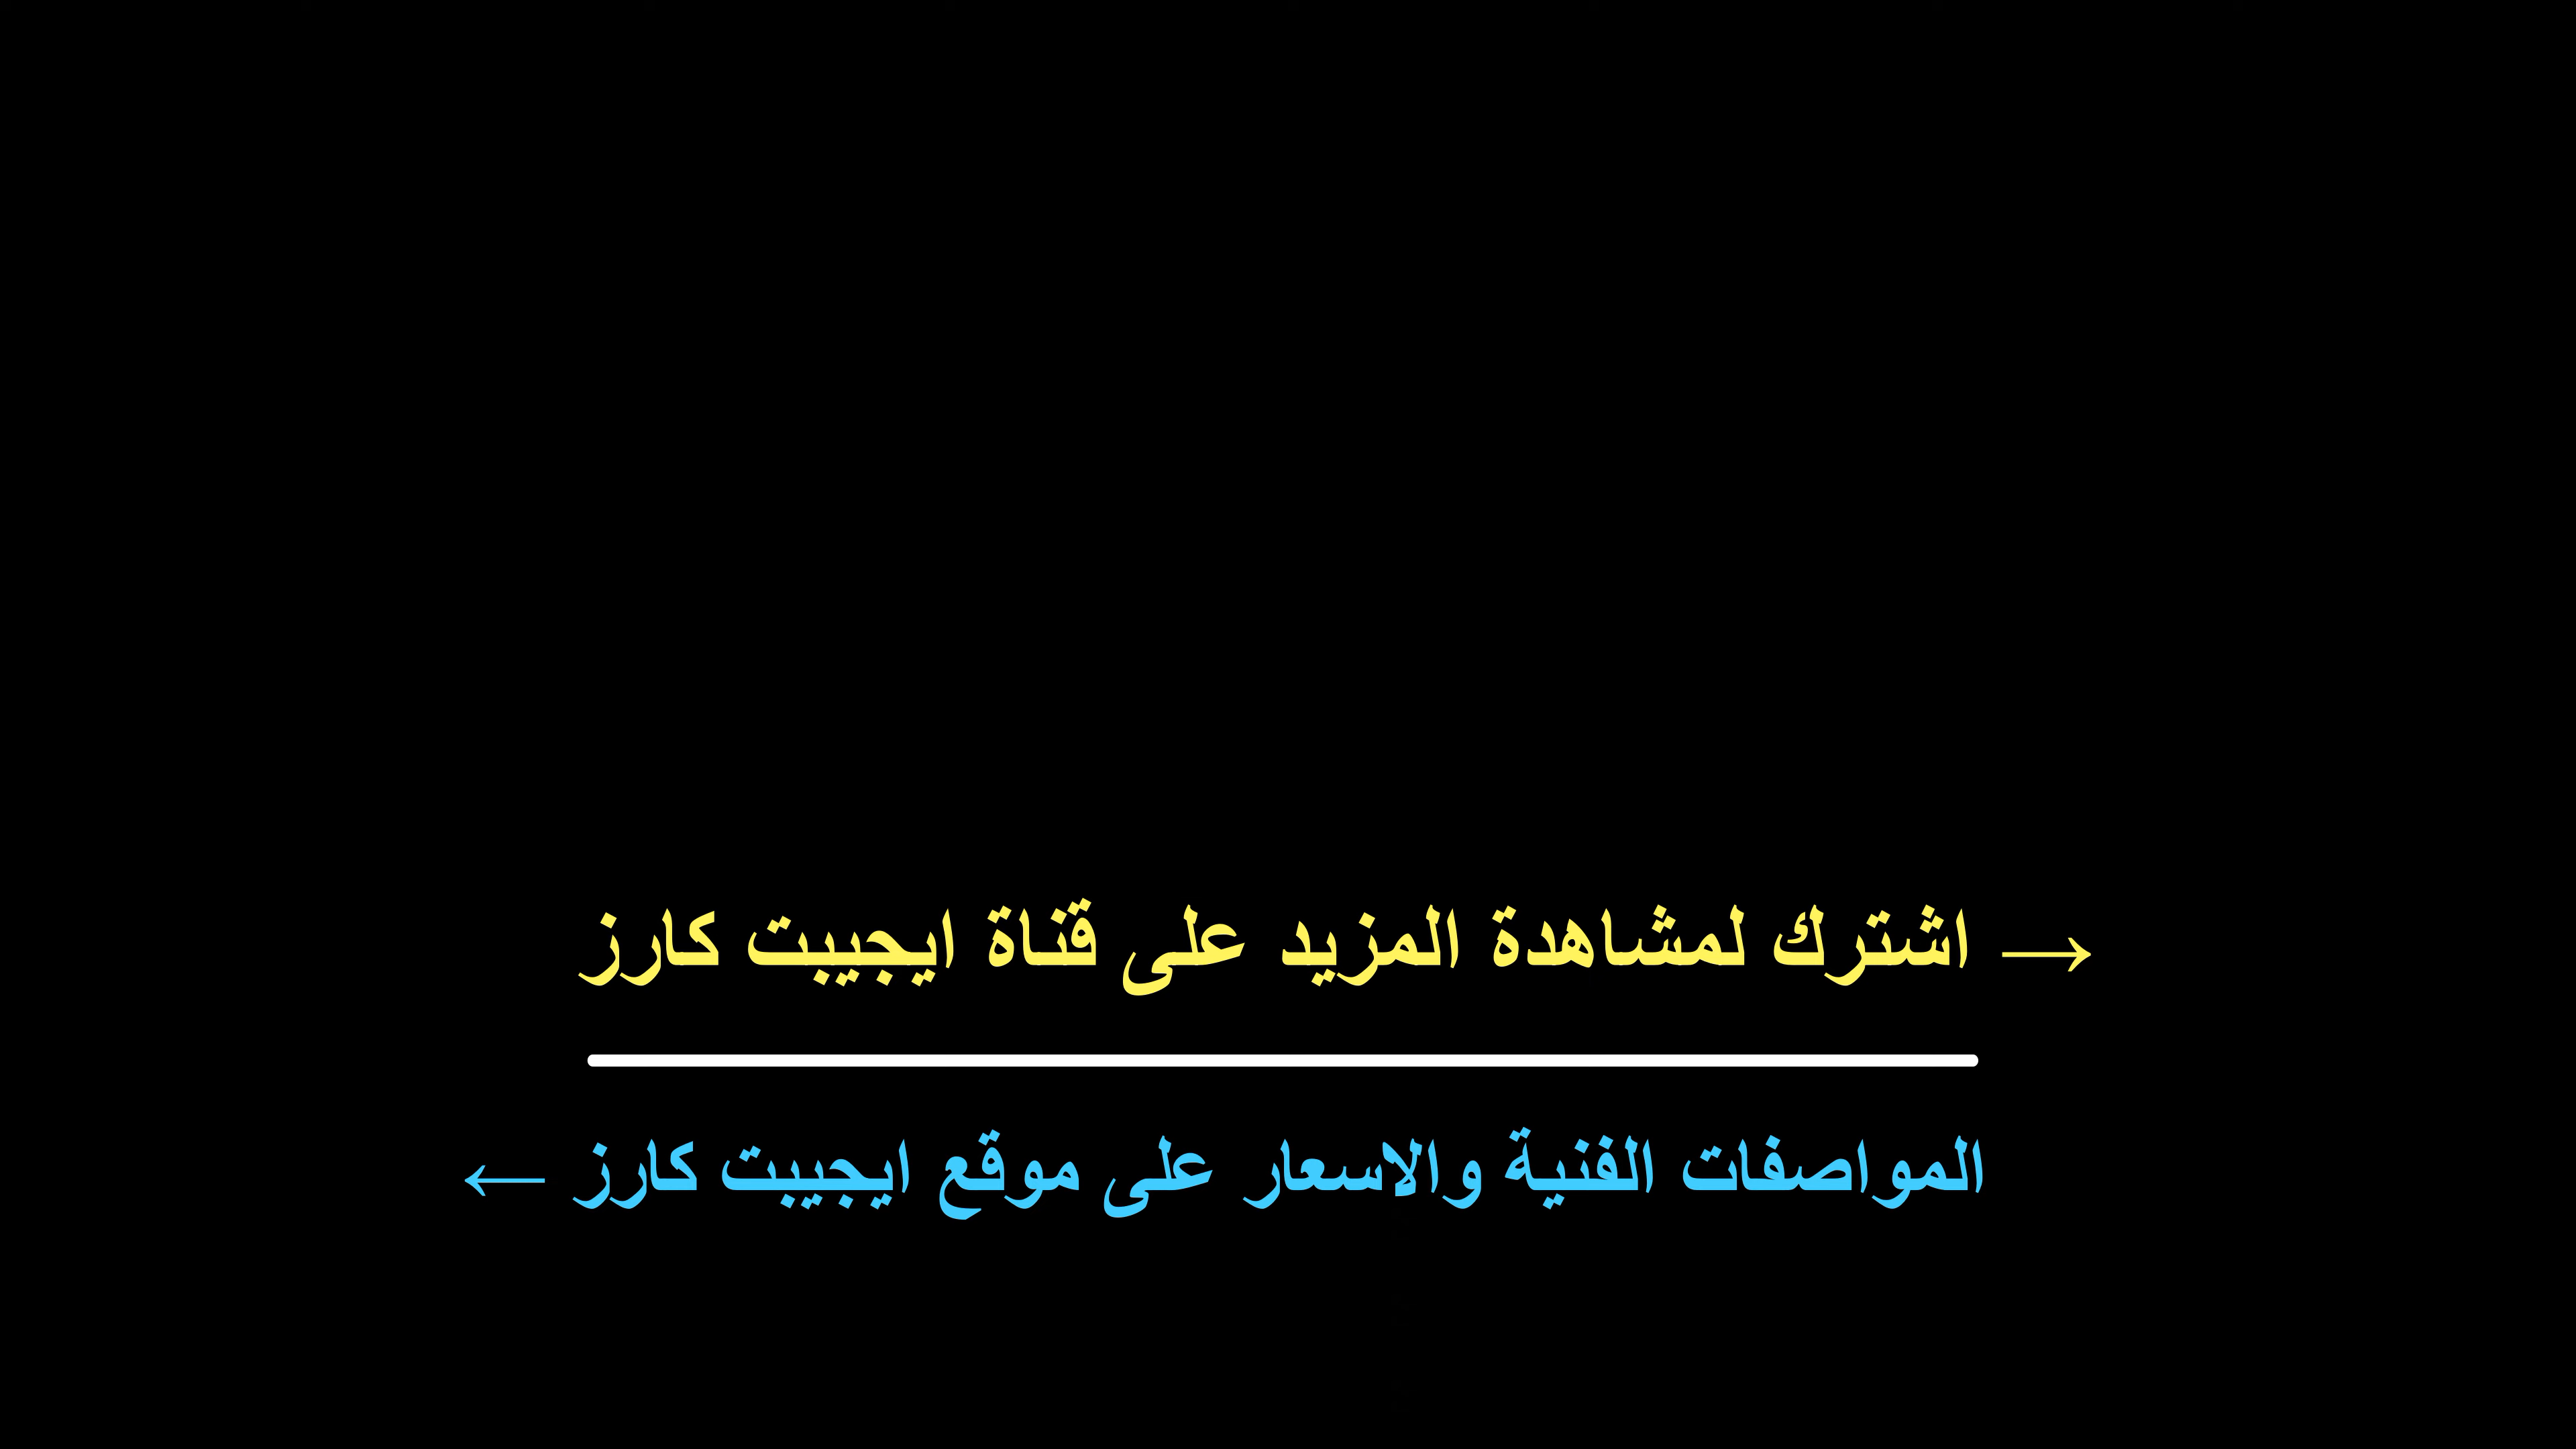 → اشترك لمشاهدة المزيد على قناة ايجيبت كارز
المواصفات الفنية والاسعار على موقع ايجيبت كارز ←